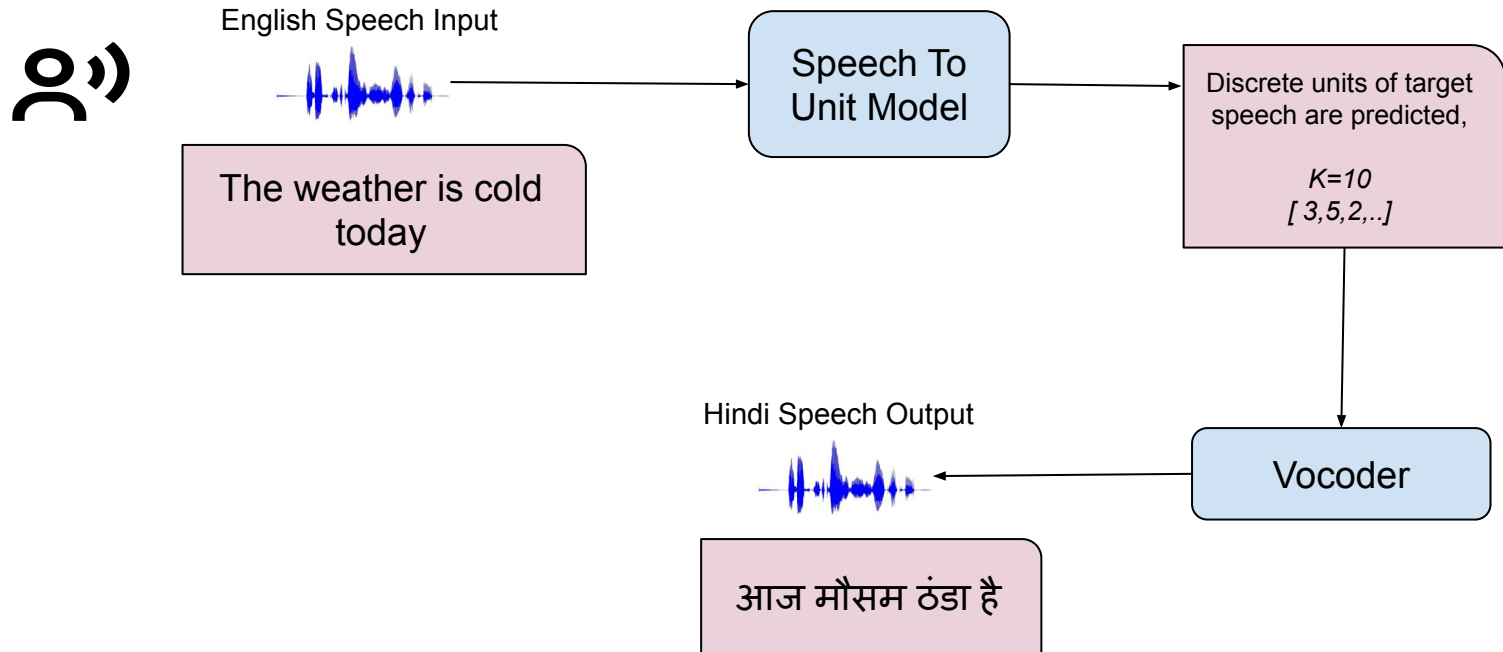 English Speech Input
The weather is cold
today
Speech To
Unit Model
Discrete units of target
speech are predicted,
K=10
[ 3,5,2,..]
Vocoder
Hindi Speech Output
आज मौसम ठंडा है